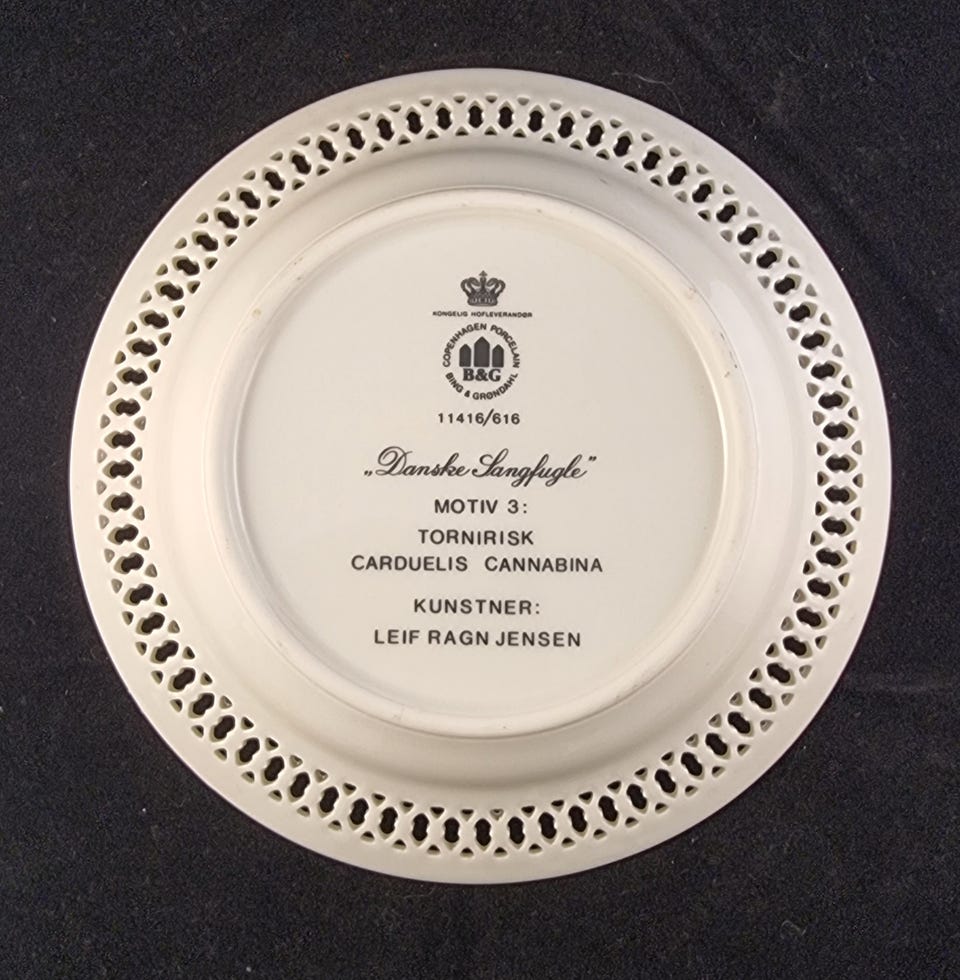 KONGELIG HOFLEVERANDØR
COPENHAGEN PORCELAIN
BING & GRØNDAHL
B&G
11416/616
„Danske Sangfugle”
MOTIV 3:
TORNIRISK
CARDUELIS CANNABINA
KUNSTNER:
LEIF RAGN JENSEN